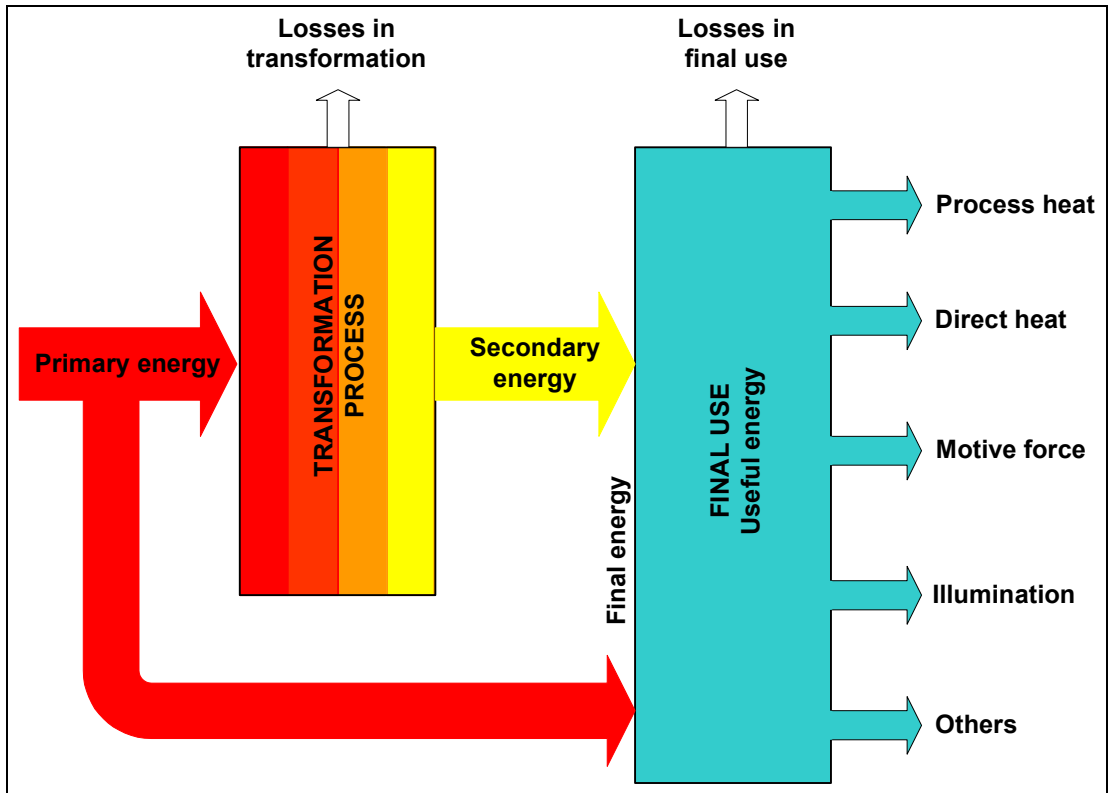 Losses in
transformation
Losses in
final use
Primary energy
TRANSFORMATION
PROCESS
Secondary
energy
Final energy
FINAL USE
Useful energy
Process heat
Direct heat
Motive force
Illumination
Others